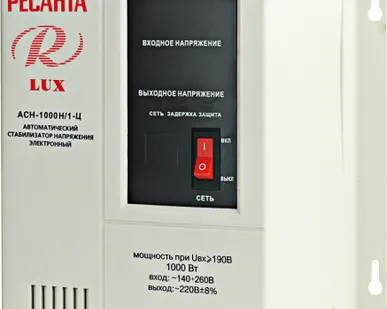 РЕСАНТА
R
LUX
АСН-1000Н/1-Ц
АВТОМАТИЧЕСКИЙ
СТАБИЛИЗАТОР НАПРЯЖЕНИЯ
ЭЛЕКТРОННЫЙ
ВХОДНОЕ НАПРЯЖЕНИЕ
ВЫХОДНОЕ НАПРЯЖЕНИЕ
СЕТЬ ЗАДЕРЖКА ЗАЩИТА
ВКЛ
I
O
ВЫКЛ
СЕТЬ
мощность при Uвх≥190В
1000 Вт
вход: ~140÷260В
выход:~220В±8%